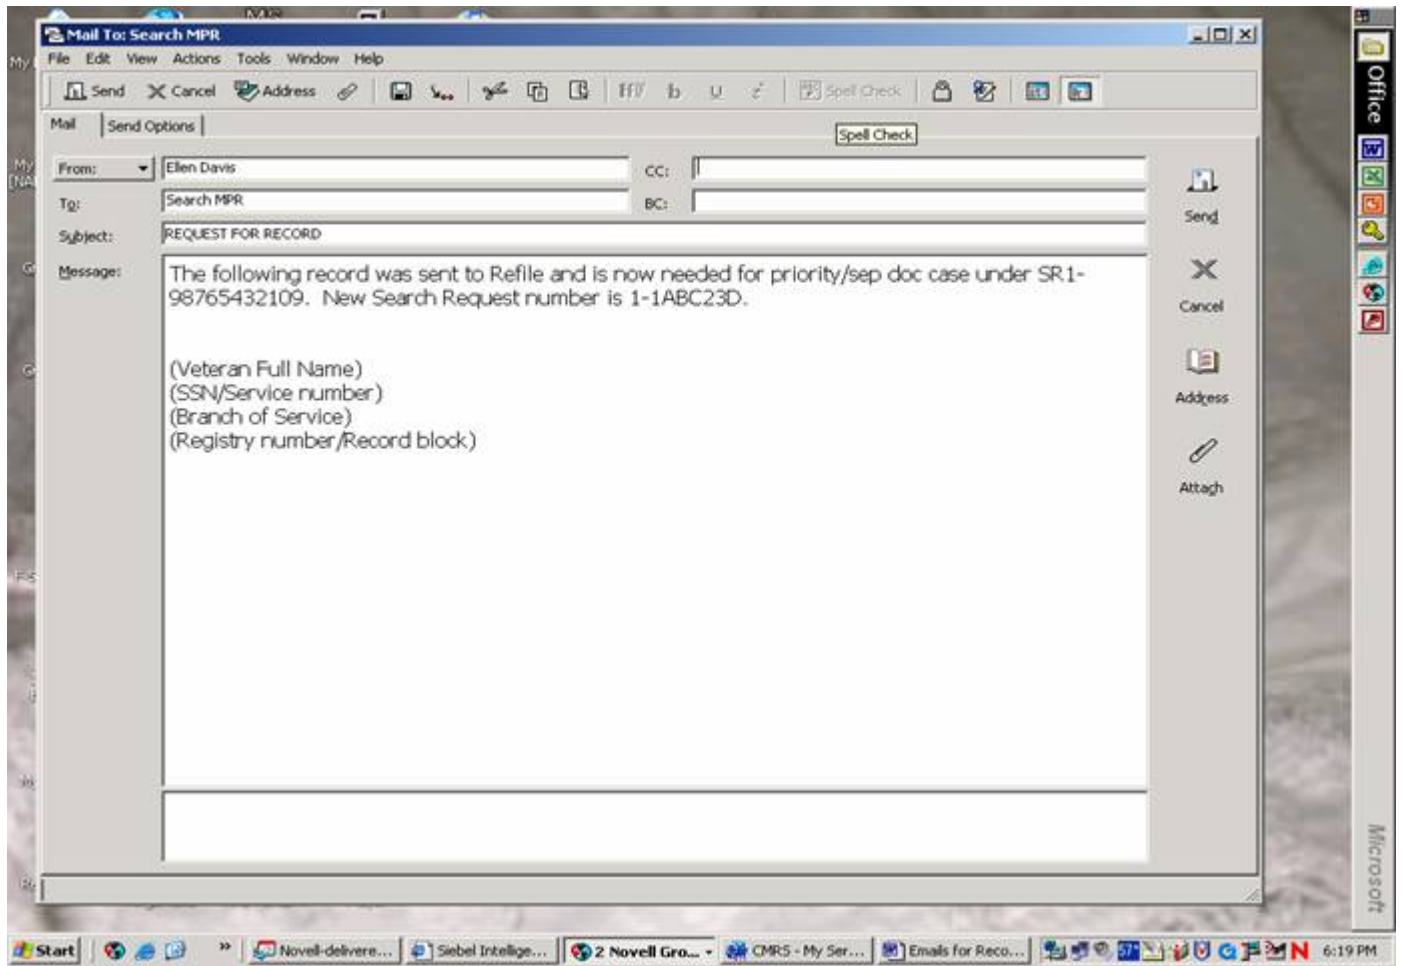 Mail To: Search MPR
File Edit View Actions Tools Window Help
Send Cancel Address Spell Check
Mail Send Options
Spell Check
From: Ellen Davis CC:
To: Search MPR BC:
Subject: REQUEST FOR RECORD
Message:
The following record was sent to Refile and is now needed for priority/sep doc case under SR1-
98765432109. New Search Request number is 1-1ABC23D.
(Veteran Full Name)
(SSN/Service number)
(Branch of Service)
(Registry number/Record block)
Send
Cancel
Address
Attach
Office
Microsoft
Start Novell-delivere... Siebel Intellige... 2 Novell Gro... CMRS - My Ser... Emails for Reco... 6:19 PM